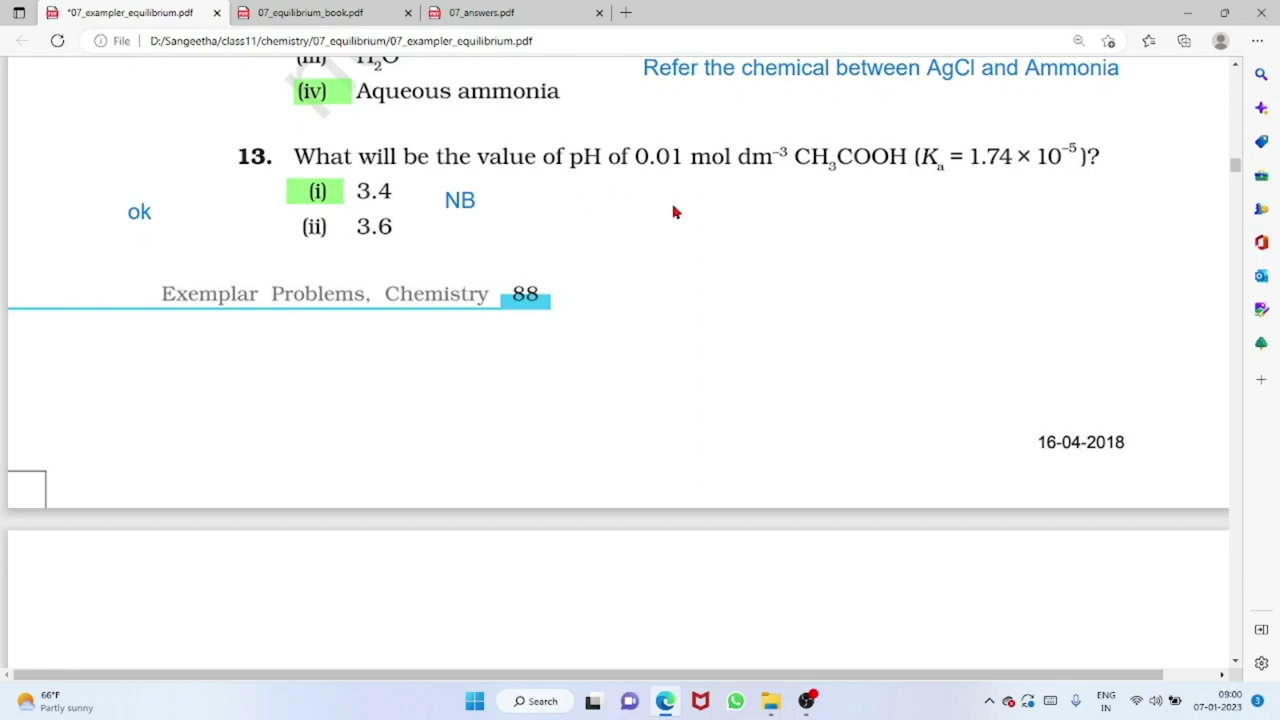 *07_exampler_equilibrium.pdf
07_equilibrium_book.pdf
07_answers.pdf
File D:/Sangeetha/class11/chemistry/07_equilibrium/07_exampler_equilibrium.pdf
(iii) H₂O
Refer the chemical between AgCl and Ammonia
(iv) Aqueous ammonia
13. What will be the value of pH of 0.01 mol dm⁻³ CH₃COOH (Kₐ = 1.74 × 10⁻⁵)?
(i) 3.4
NB
ok
(ii) 3.6
Exemplar Problems, Chemistry 88
16-04-2018
66°F
Partly sunny
Search
ENG
IN
09:00
07-01-2023
3